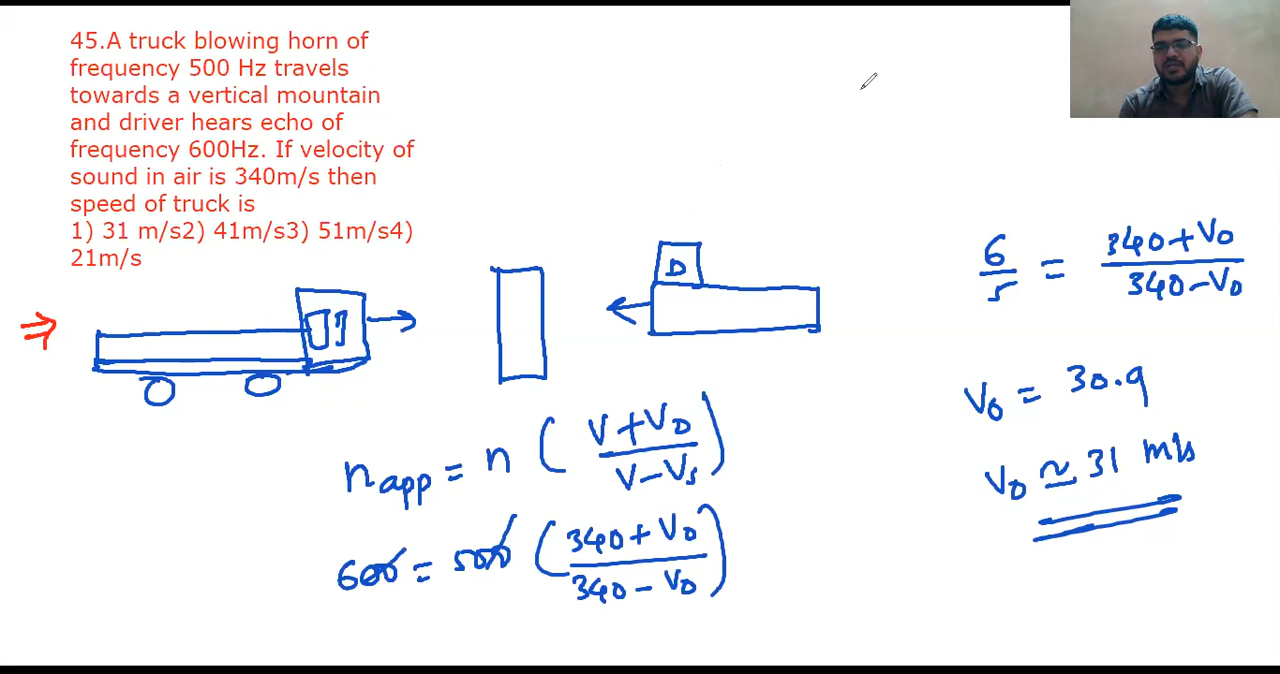 45.A truck blowing horn of
frequency 500 Hz travels
towards a vertical mountain
and driver hears echo of
frequency 600Hz. If velocity of
sound in air is 340m/s then
speed of truck is
1) 31 m/s2) 41m/s3) 51m/s4)
21m/s
⇒
D
n app = n ( V + V0 / V - Vs )
600 = 500 ( 340 + V0 / 340 - V0 )
6/5 = 340 + V0 / 340 - V0
V0 = 30.9
V0 ≃ 31 m/s